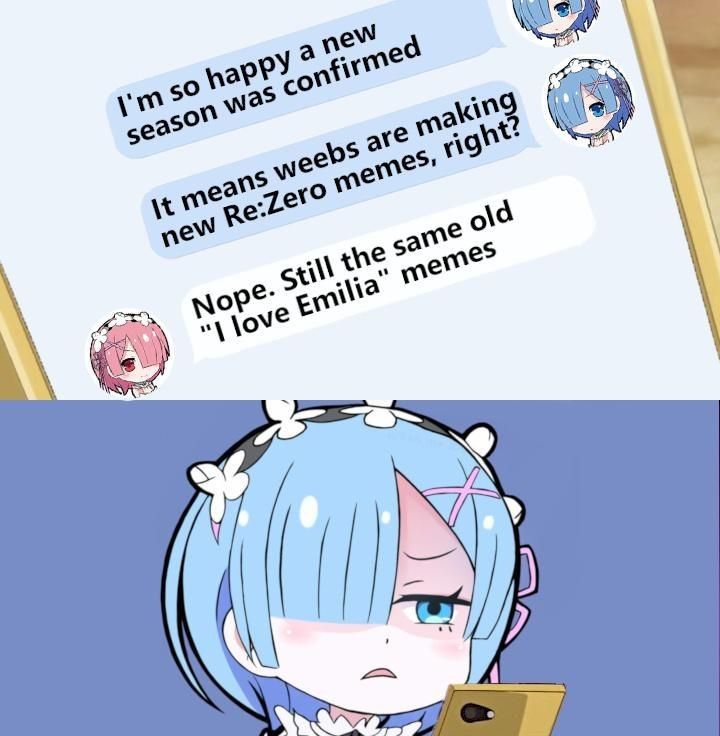 I'm so happy a new
season was confirmed
It means weebs are making
new Re:Zero memes, right?
Nope. Still the same old
"I love Emilia" memes